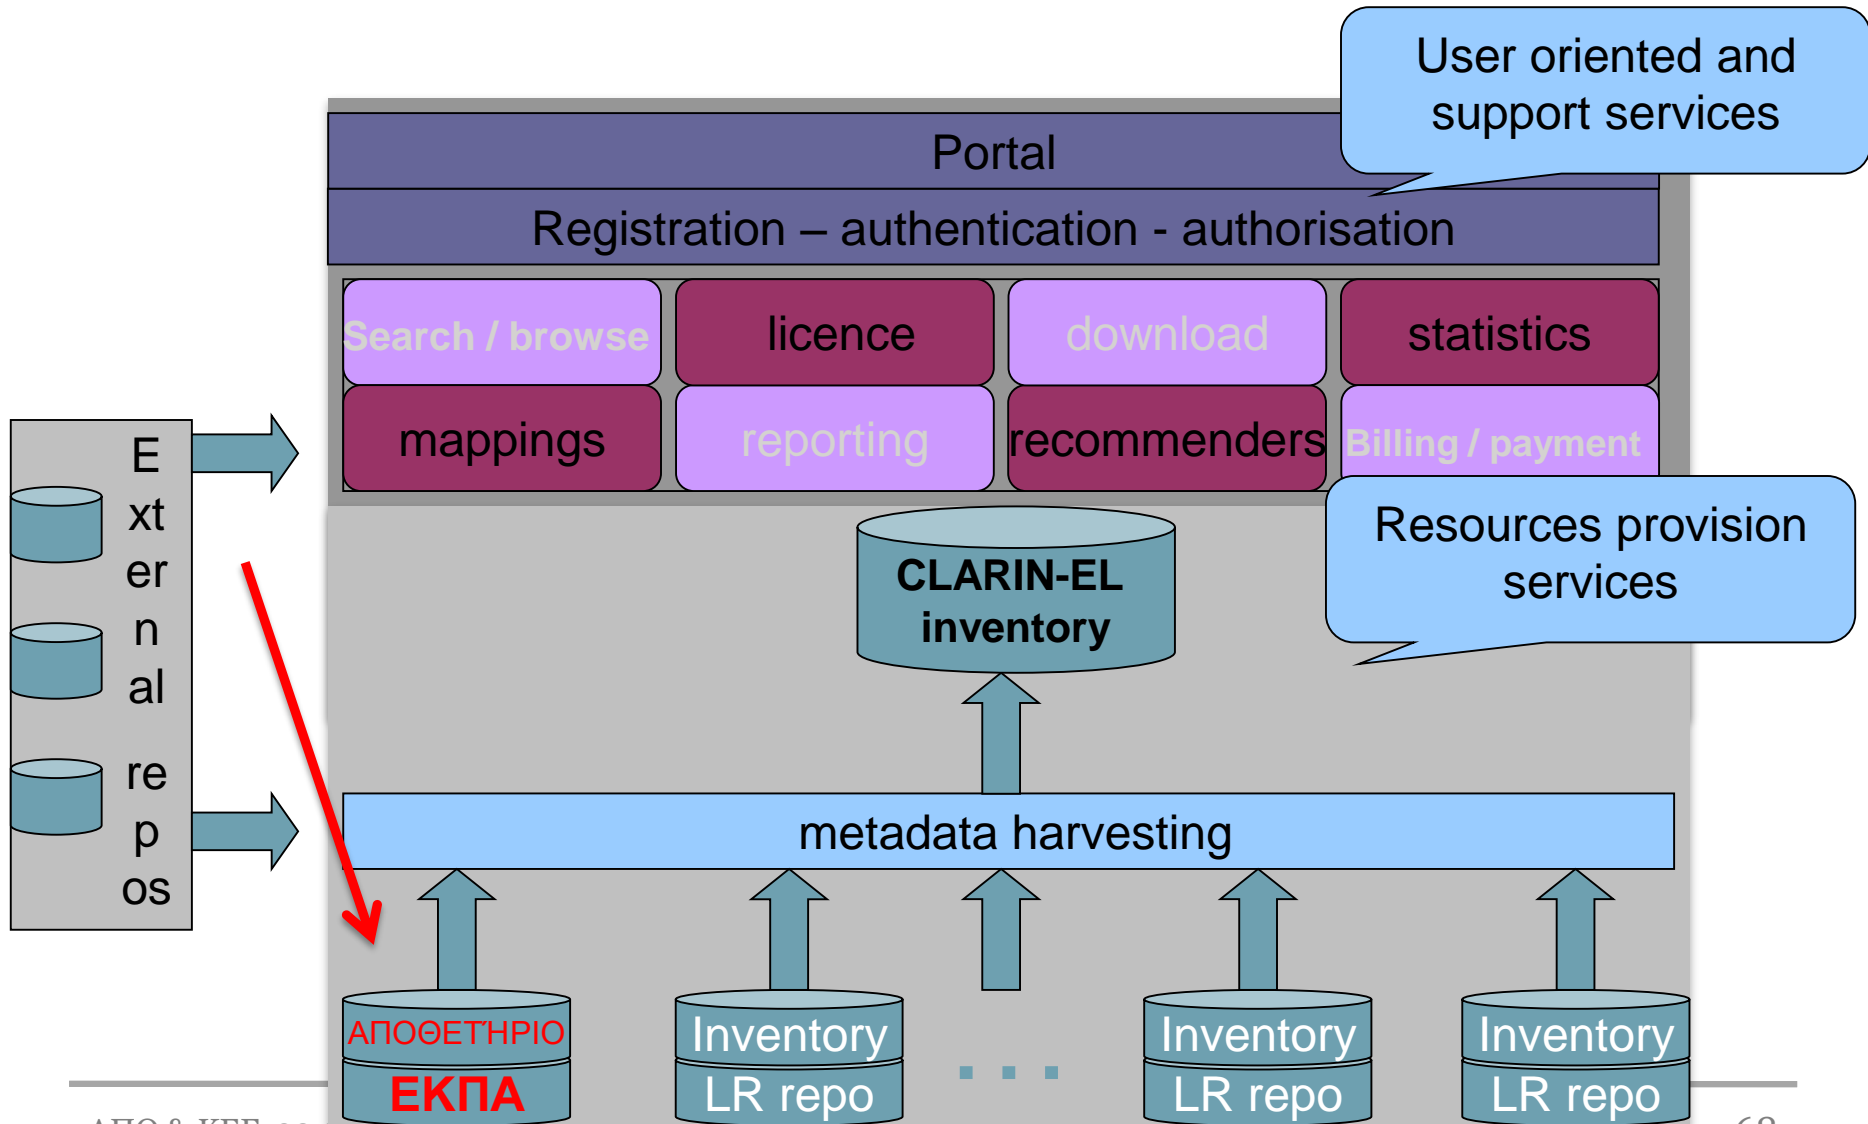 User oriented and
support services
Portal
Registration – authentication - authorisation
Search / browse
licence
download
statistics
mappings
reporting
recommenders
Billing / payment
E
xt
er
n
al
re
p
os
CLARIN-EL
inventory
Resources provision
services
metadata harvesting
ΑΠΟΘΕΤΉΡΙΟ
ΕΚΠΑ
Inventory
LR repo
. . .
Inventory
LR repo
Inventory
LR repo